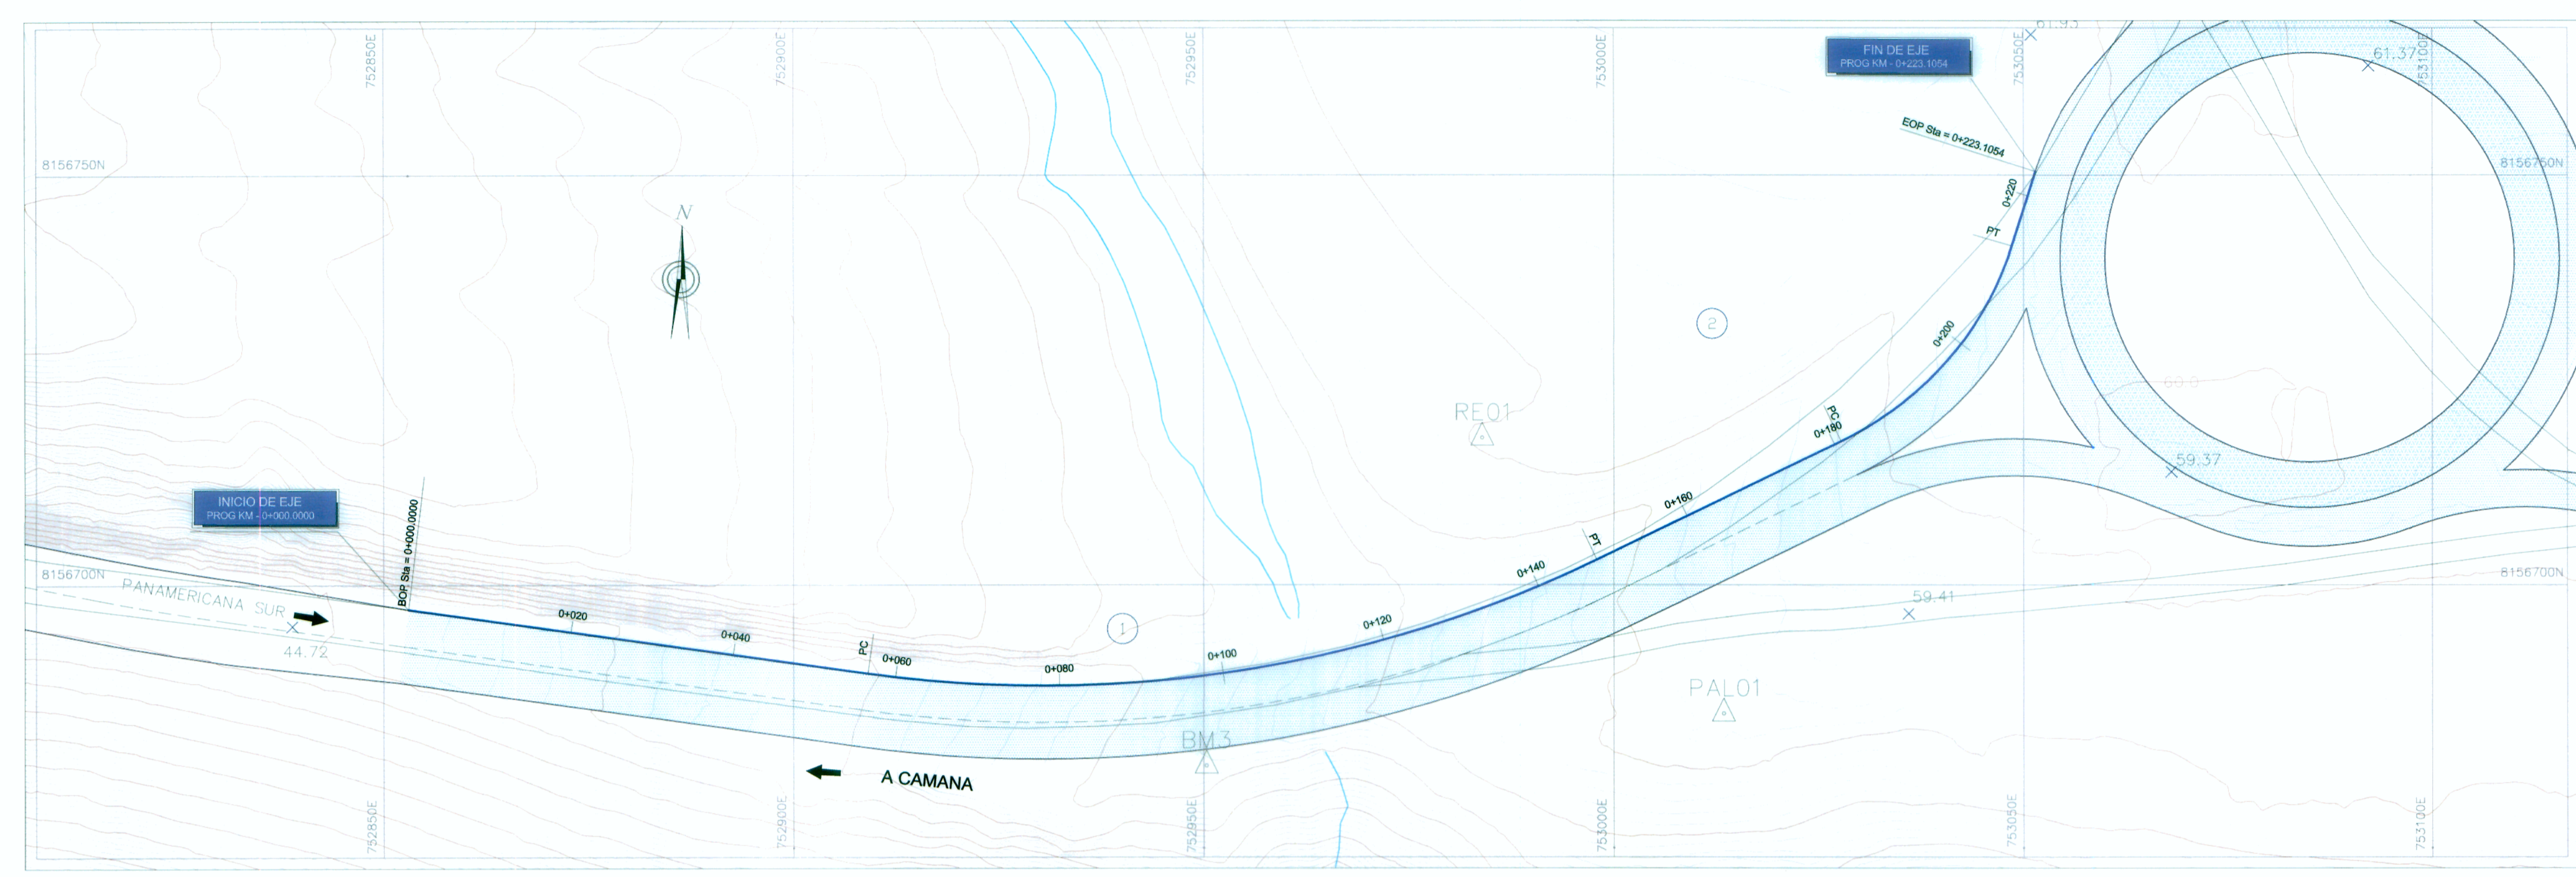 752850E
752900E
752950E
753000E
753050E
753100E
61.93
61.37
FIN DE EJE
PROG KM - 0+223.1054
EOP Sta = 0+223.1054
8156750N
8156750N
0+220
N
PT
2
0+200
60.0
RE01
PC
0+180
59.37
INICIO DE EJE
PROG KM - 0+000.0000
BOP Sta = 0+000.0000
0+160
PT
8156700N
0+140
8156700N
PANAMERICANA SUR
59.41
0+020
0+120
1
0+040
44.72
PC
0+060
0+080
0+100
PAL01
BM3
A CAMANA
752850E
752900E
752950E
753000E
753050E
753100E